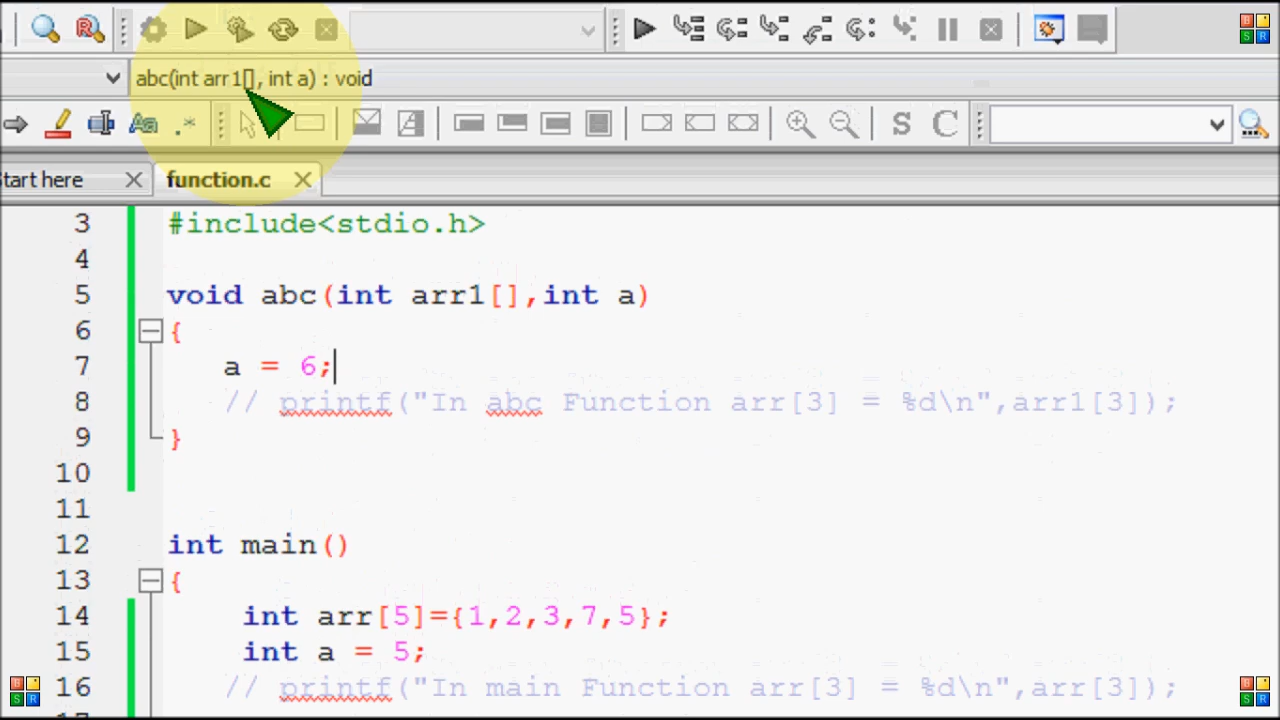 abc(int arr1[], int a) : void
S C
Start here
function.c
3 #include<stdio.h>
4
5 void abc(int arr1[],int a)
6 {
7 a = 6;
8 // printf("In abc Function arr[3] = %d\n",arr1[3]);
9 }
10
11
12 int main()
13 {
14 int arr[5]={1,2,3,7,5};
15 int a = 5;
16 // printf("In main Function arr[3] = %d\n",arr[3]);